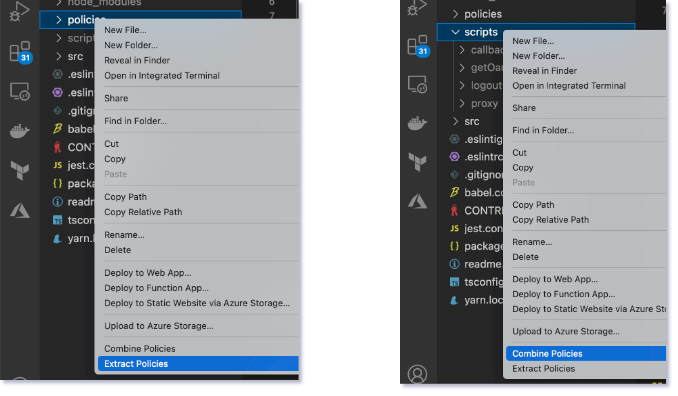 node_modules
6
policies
7
scripts
src
.eslintig
.eslintrc
.gitignore
babel
CONT
jest.c
packa
readm
tsconf
yarn.l
31
New File...
New Folder...
Reveal in Finder
Open in Integrated Terminal
Share
Find in Folder...
Cut
Copy
Paste
Copy Path
Copy Relative Path
Rename...
Delete
Deploy to Web App...
Deploy to Function App...
Deploy to Static Website via Azure Storage...
Upload to Azure Storage...
Combine Policies
Extract Policies
policies
7
scripts
callbac
getOa
logout
proxy
src
.eslintig
.eslintrc
.gitigno
babel.co
CONTRI
jest.con
package
readme.
tsconfig
yarn.loc
31
New File...
New Folder...
Reveal in Finder
Open in Integrated Terminal
Share
Find in Folder...
Cut
Copy
Paste
Copy Path
Copy Relative Path
Rename...
Delete
Deploy to Web App...
Deploy to Function App...
Deploy to Static Website via Azure Sto
Upload to Azure Storage...
Combine Policies
Extract Policies